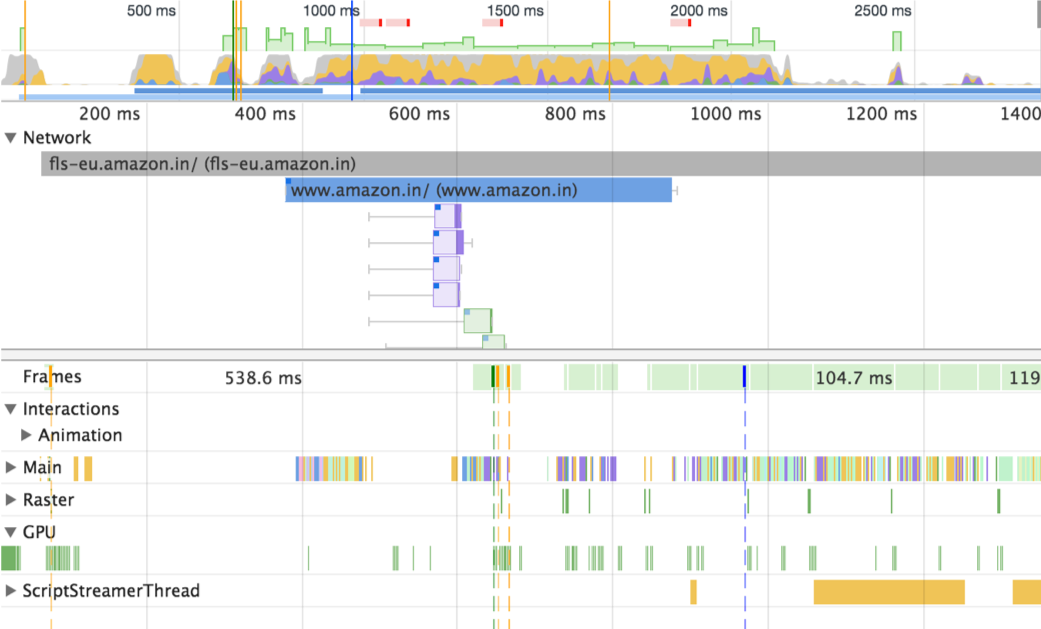 500 ms 1000 ms 1500 ms 2000 ms 2500 ms
200 ms 400 ms 600 ms 800 ms 1000 ms 1200 ms 1400
Network
fls-eu.amazon.in/ (fls-eu.amazon.in)
www.amazon.in/ (www.amazon.in)
Frames 538.6 ms 104.7 ms 119
Interactions
Animation
Main
Raster
GPU
ScriptStreamerThread